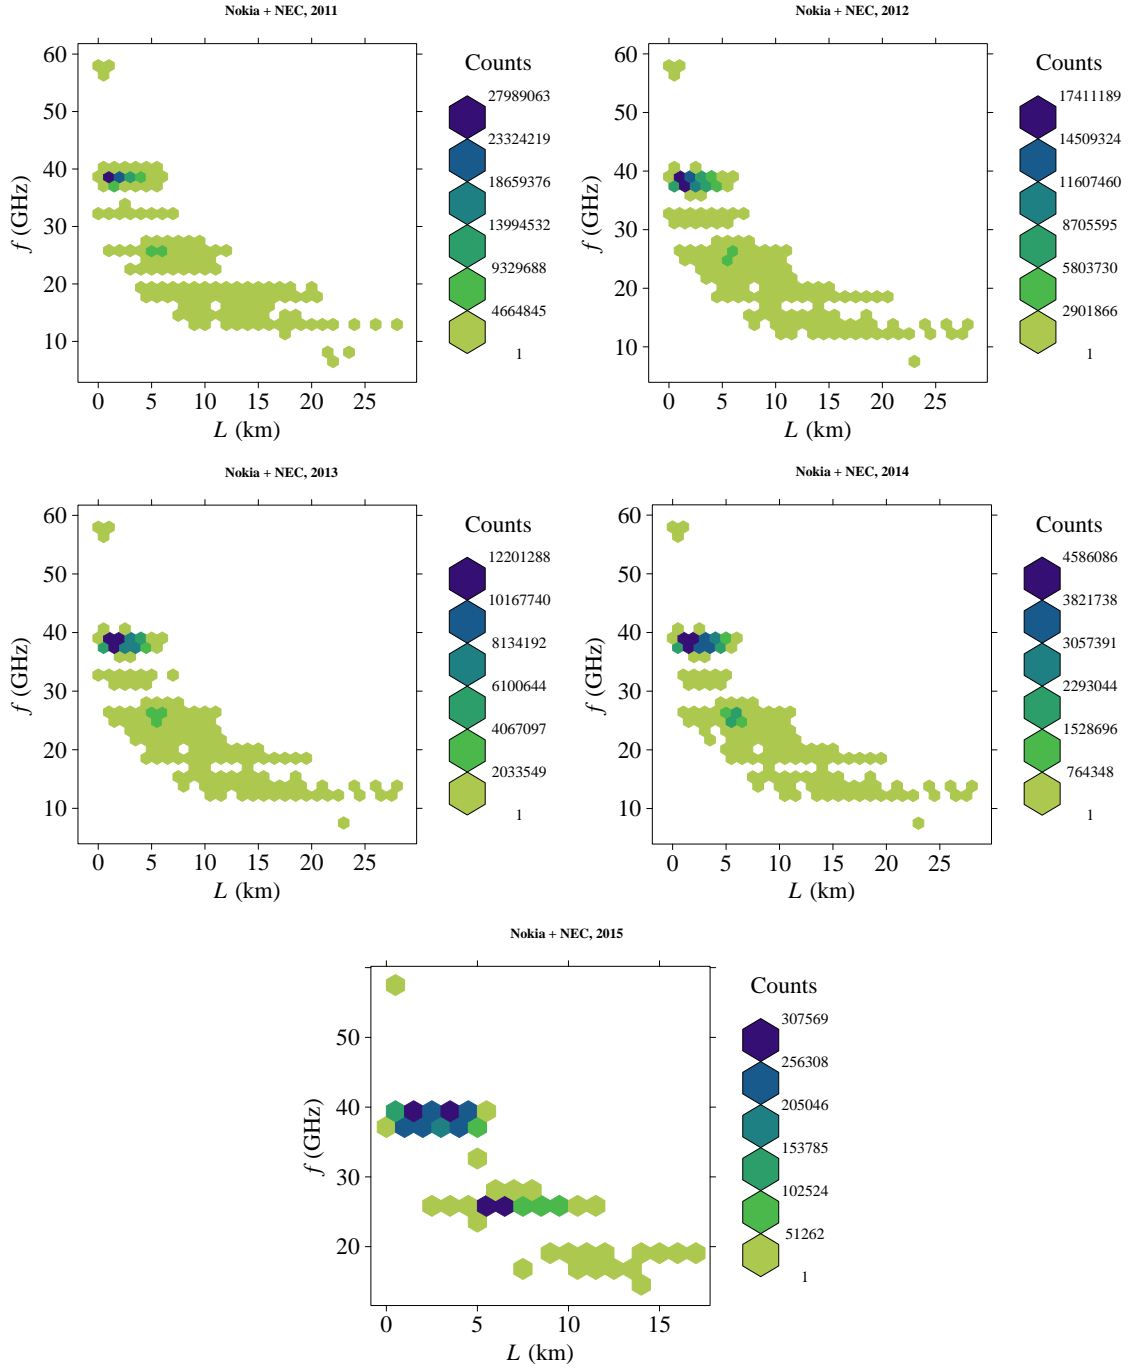 Nokia + NEC, 2011
Counts
27989063
23324219
18659376
13994532
9329688
4664845
1
60
50
40
30
20
10
f (GHz)
0 5 10 15 20 25
L (km)
Nokia + NEC, 2012
Counts
17411189
14509324
11607460
8705595
5803730
2901866
1
60
50
40
30
20
10
f (GHz)
0 5 10 15 20 25
L (km)
Nokia + NEC, 2013
Counts
12201288
10167740
8134192
6100644
4067097
2033549
1
60
50
40
30
20
10
f (GHz)
0 5 10 15 20 25
L (km)
Nokia + NEC, 2014
Counts
4586086
3821738
3057391
2293044
1528696
764348
1
60
50
40
30
20
10
f (GHz)
0 5 10 15 20 25
L (km)
Nokia + NEC, 2015
Counts
307569
256308
205046
153785
102524
51262
1
50
40
30
20
f (GHz)
0 5 10 15
L (km)